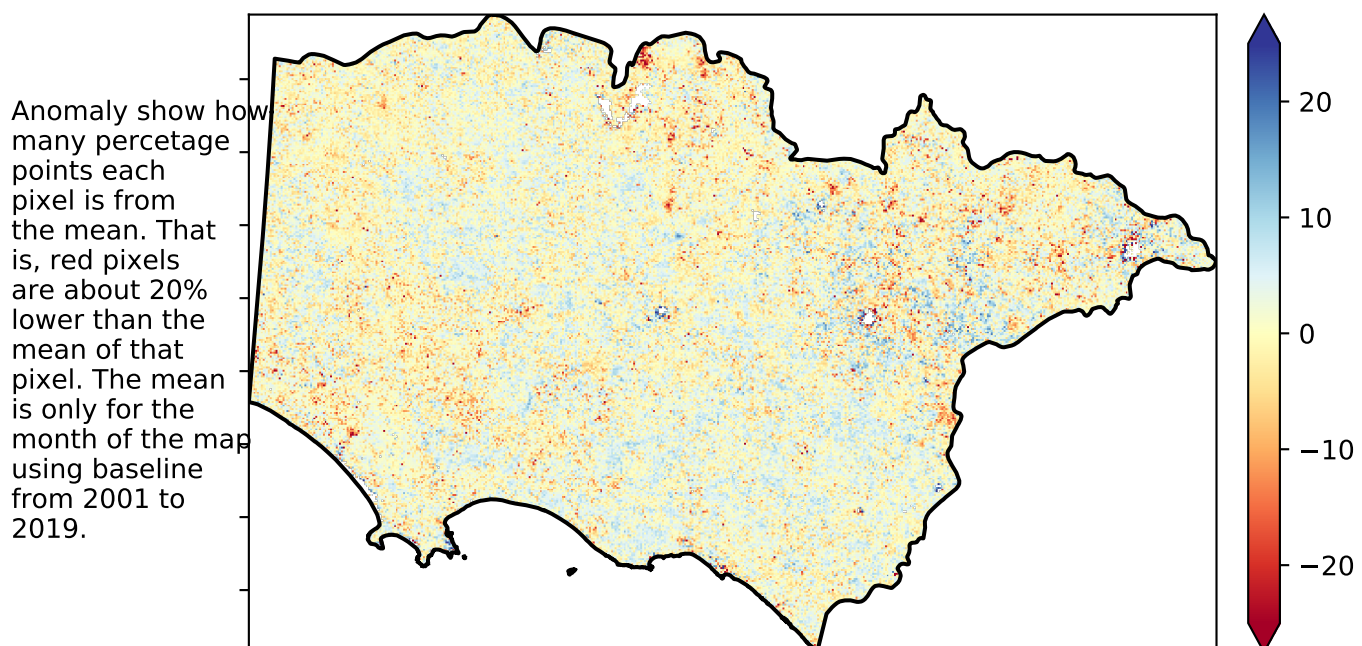 Anomaly show how
many percetage
points each
pixel is from
the mean. That
is, red pixels
are about 20%
lower than the
mean of that
pixel. The mean
is only for the
month of the map
using baseline
from 2001 to
2019.
20
10
0
−10
−20